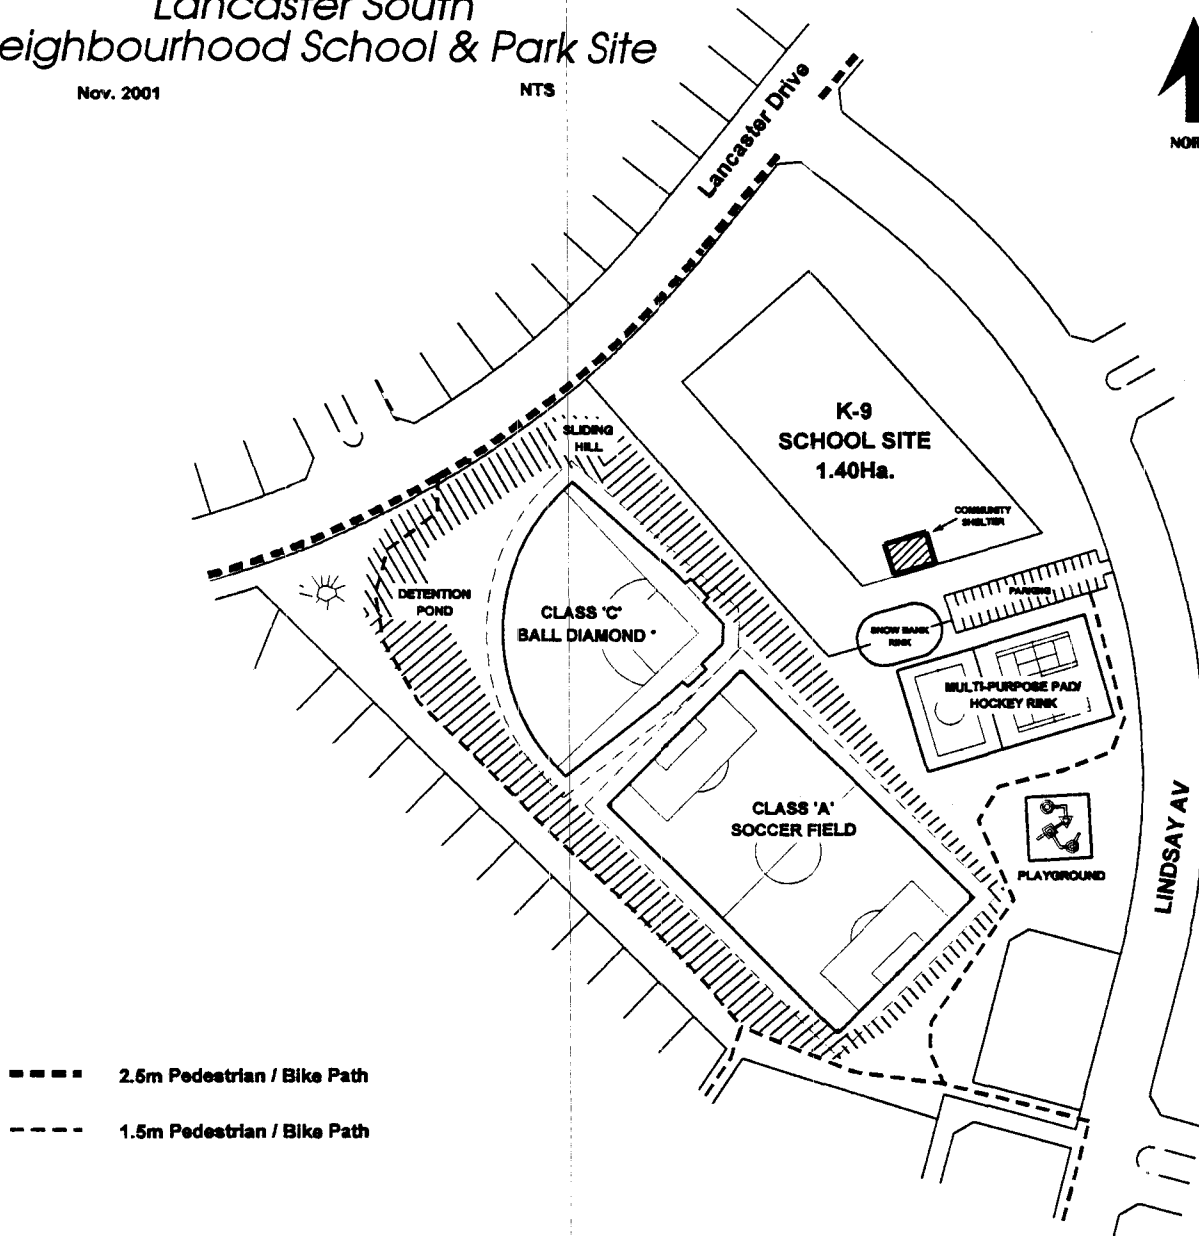 Lancaster South
eighbourhood School & Park Site
Nov. 2001
NTS
NOR
Lancaster Drive
K-9
SCHOOL SITE
1.40Ha.
SLIDING
HILL
COMMUNITY
SHELTER
DETENTION
POND
PARKING
CLASS 'C'
BALL DIAMOND
SNOW BANK
RINK
MULTI-PURPOSE PAD/
HOCKEY RINK
CLASS 'A'
SOCCER FIELD
PLAYGROUND
LINDSAY AV
2.5m Pedestrian / Bike Path
1.5m Pedestrian / Bike Path